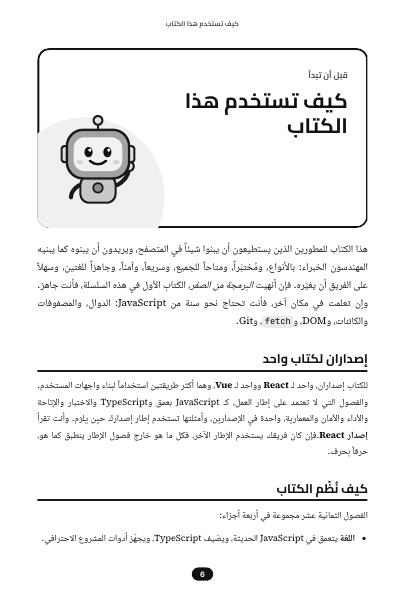 كيف تستخدم هذا الكتاب
قبل أن تبدأ
كيف تستخدم هذا
الكتاب
هذا الكتاب للمطورين الذين يستطيعون أن يبنوا شيئاً في المتصفح، ويريدون أن يبنوه كما يبنيه
المهندسون الخبراء: بالأنواع، ومُختبَراً، ومتاحاً للجميع، وسريعاً، وآمناً، وجاهزاً للغتين، وسهلاً
على الفريق أن يغيّره. فإن أنهيت البرمجة من الصفر، الكتاب الأول في هذه السلسلة، فأنت جاهز.
وإن تعلمت في مكان آخر، فأنت تحتاج نحو سنة من JavaScript: الدوال، والمصفوفات
والكائنات، وDOM، و fetch، وGit.
إصداران لكتاب واحد
للكتاب إصداران، واحد لـ React وواحد لـ Vue، وهما أكثر طريقتين استخداماً لبناء واجهات المستخدم.
والفصول التي لا تعتمد على إطار العمل، كـ JavaScript بعمق وTypeScript والاختبار والإتاحة
والأداء والأمان والمعمارية، واحدة في الإصدارين، وأمثلتها تستخدم إطار إصدارك حين يلزم. وأنت تقرأ
إصدار React.فإن كان فريقك يستخدم الإطار الآخر، فكل ما هو خارج فصول الإطار ينطبق كما هو،
حرفاً بحرف.
كيف نُظِّم الكتاب
الفصول الثمانية عشر مجموعة في أربعة أجزاء:
• اللغة يتعمق في JavaScript الحديثة، ويضيف TypeScript، ويجهّز أدوات المشروع الاحترافي.
6